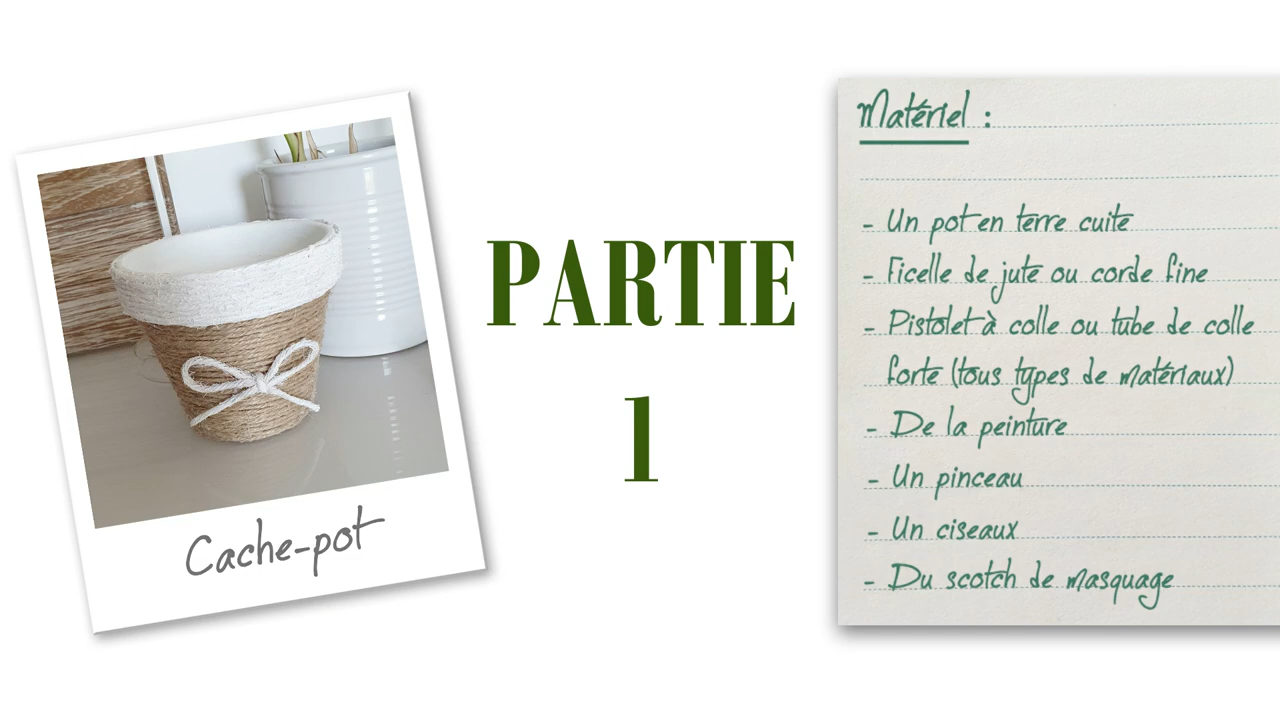 Cache-pot
PARTIE
1
Matériel :
- Un pot en terre cuite
- Ficelle de jute ou corde fine
- Pistolet à colle ou tube de colle
forte (tous types de matériaux)
- De la peinture
- Un pinceau
- Un ciseaux
- Du scotch de masquage